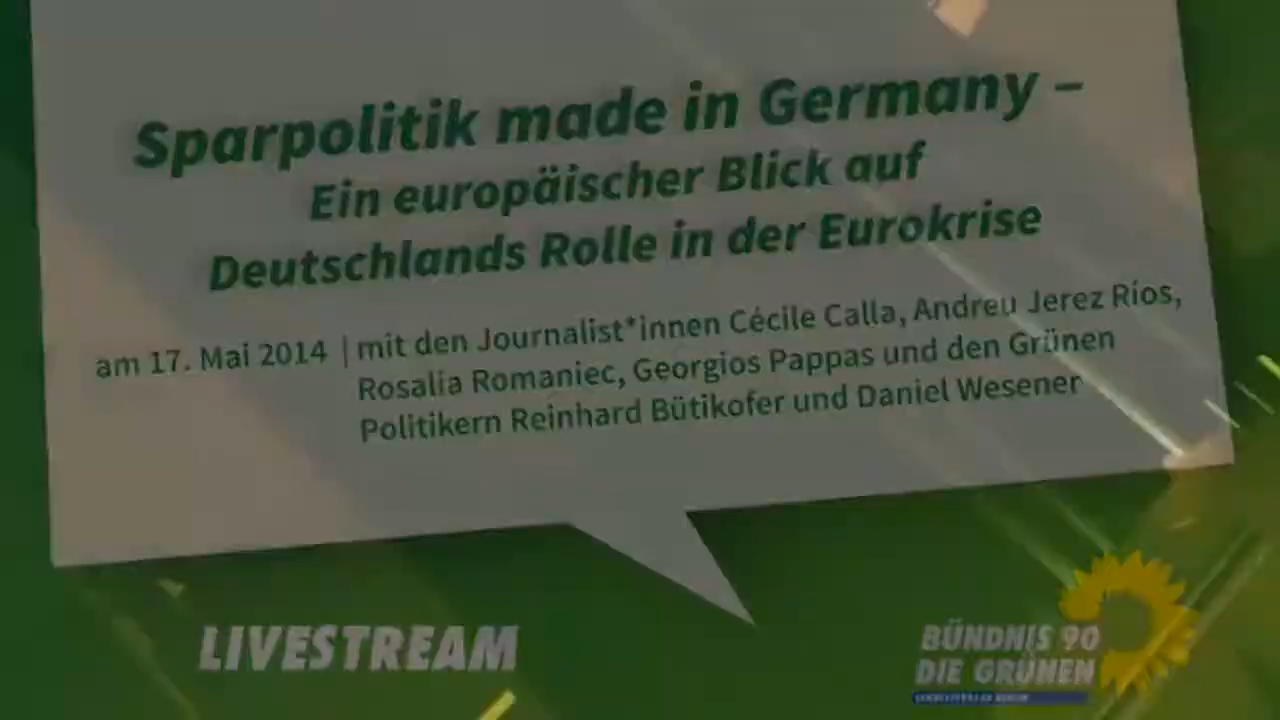 Sparpolitik made in Germany –
Ein europäischer Blick auf
Deutschlands Rolle in der Eurokrise
am 17. Mai 2014 | mit den Journalist*innen Cécile Calla, Andreu Jerez Ríos,
Rosalia Romaniec, Georgios Pappas und den Grünen
Politikern Reinhard Bütikofer und Daniel Wesener
LIVESTREAM
BÜNDNIS 90
DIE GRÜNEN